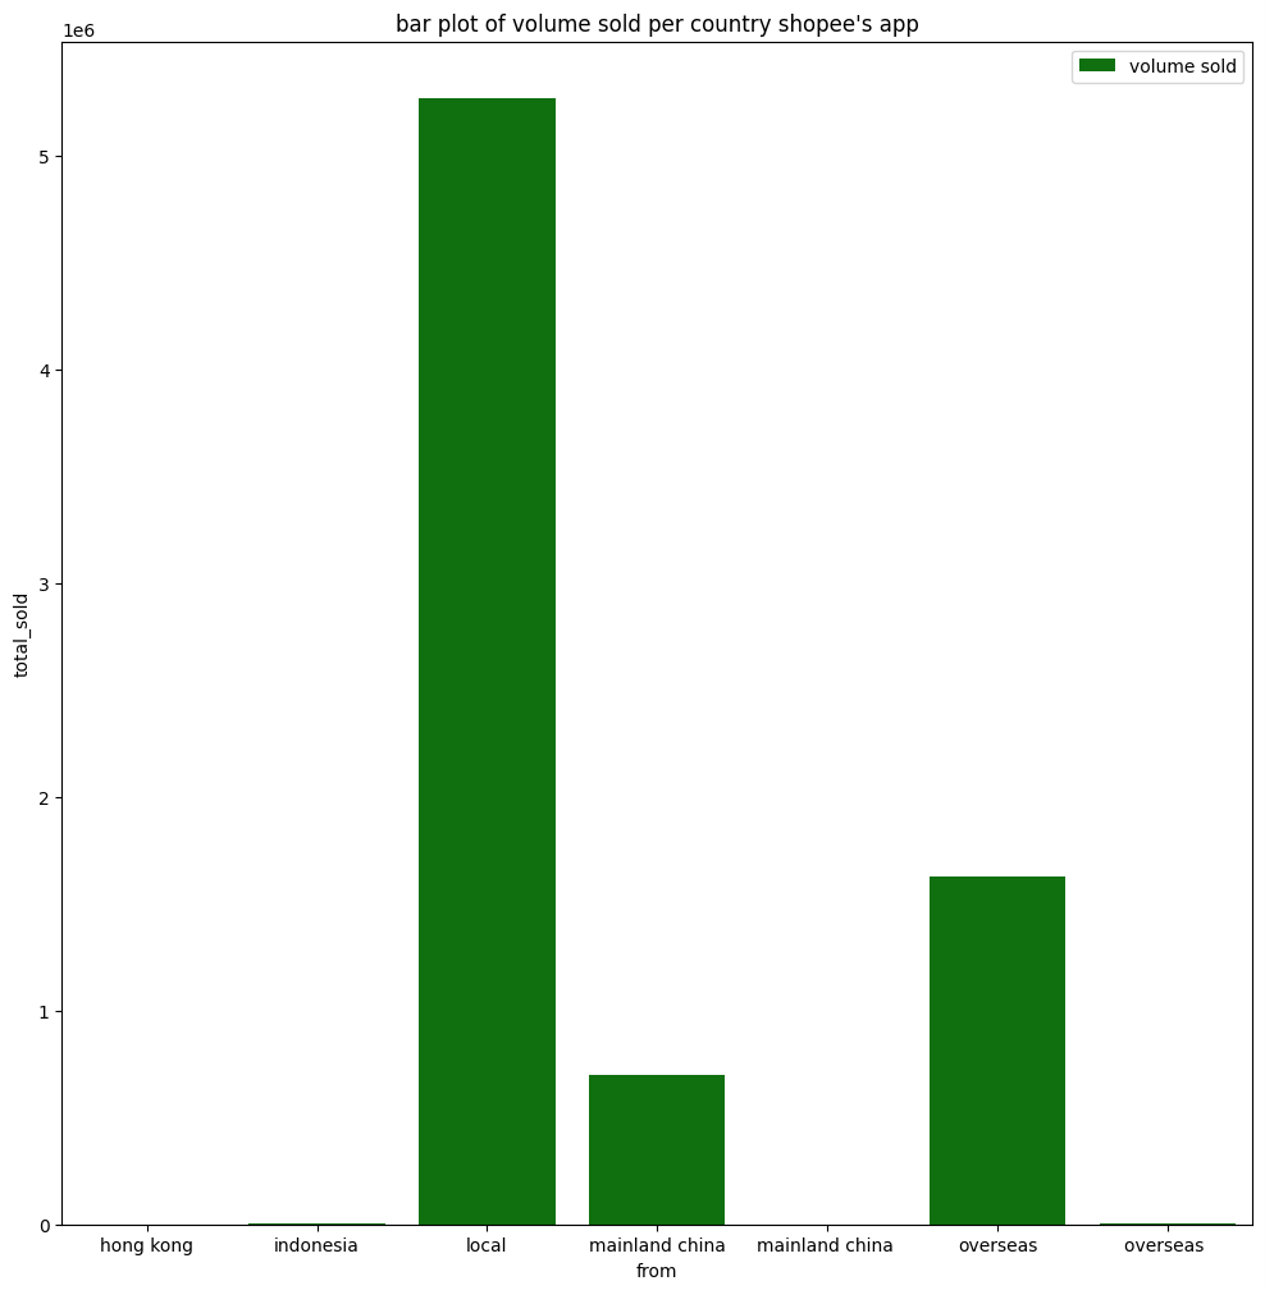 bar plot of volume sold per country shopee's app
1e6
volume sold
5
4
3
2
1
0
total_sold
hong kong indonesia local mainland china mainland china overseas overseas
from